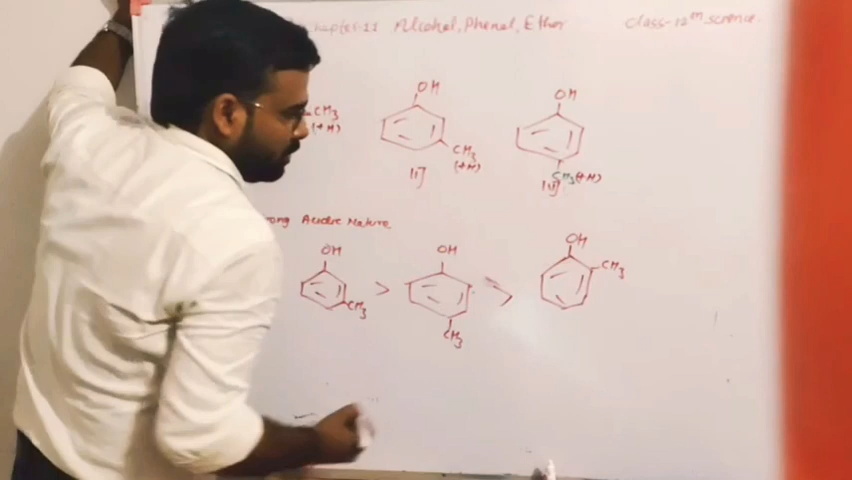 Chapter-11 Alcohol, Phenol, Ether Class-12th science.
OH OH
CH3 (+H) CH3 (+H) CH3 (+H)
II]
Acidic Nature
OH OH OH
CH3 > CH3 > CH3